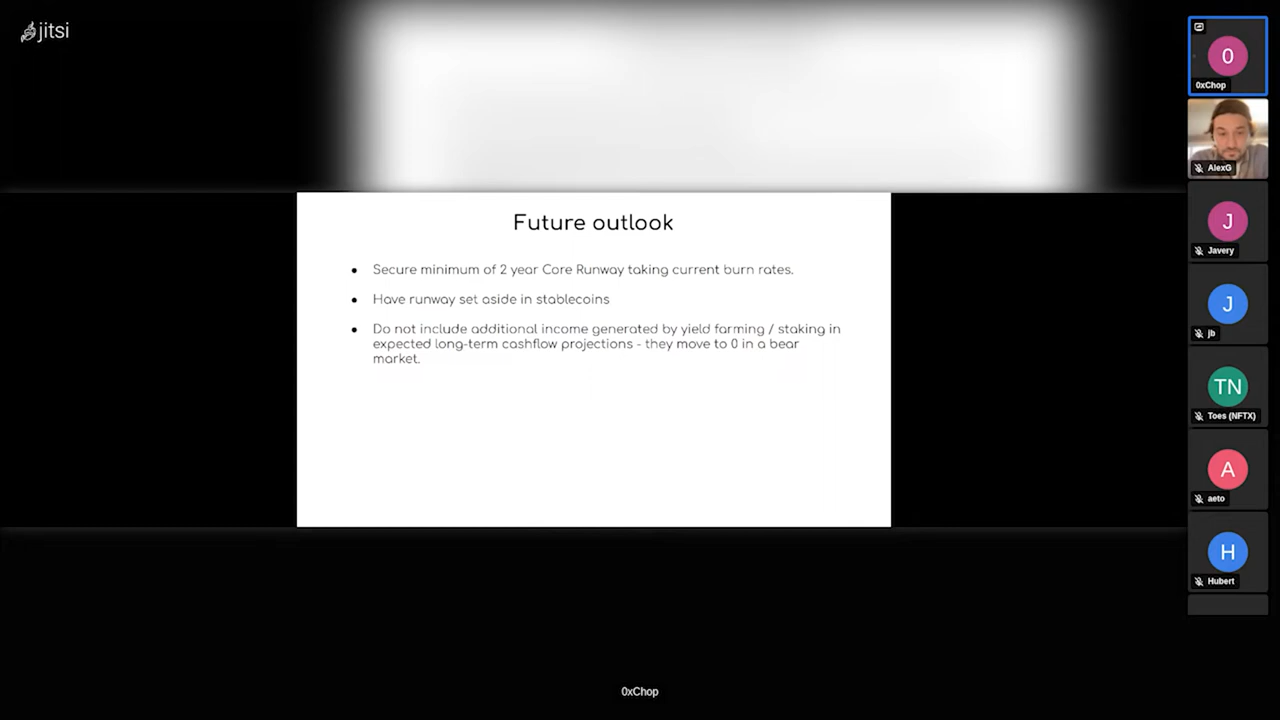 jitsi
Future outlook
• Secure minimum of 2 year Core Runway taking current burn rates.
• Have runway set aside in stablecoins
• Do not include additional income generated by yield farming / staking in
expected long-term cashflow projections - they move to 0 in a bear
market.
0xChop
0
0xChop
AlexG
J
Javery
J
jb
TN
Toes (NFTX)
A
aeto
H
Hubert